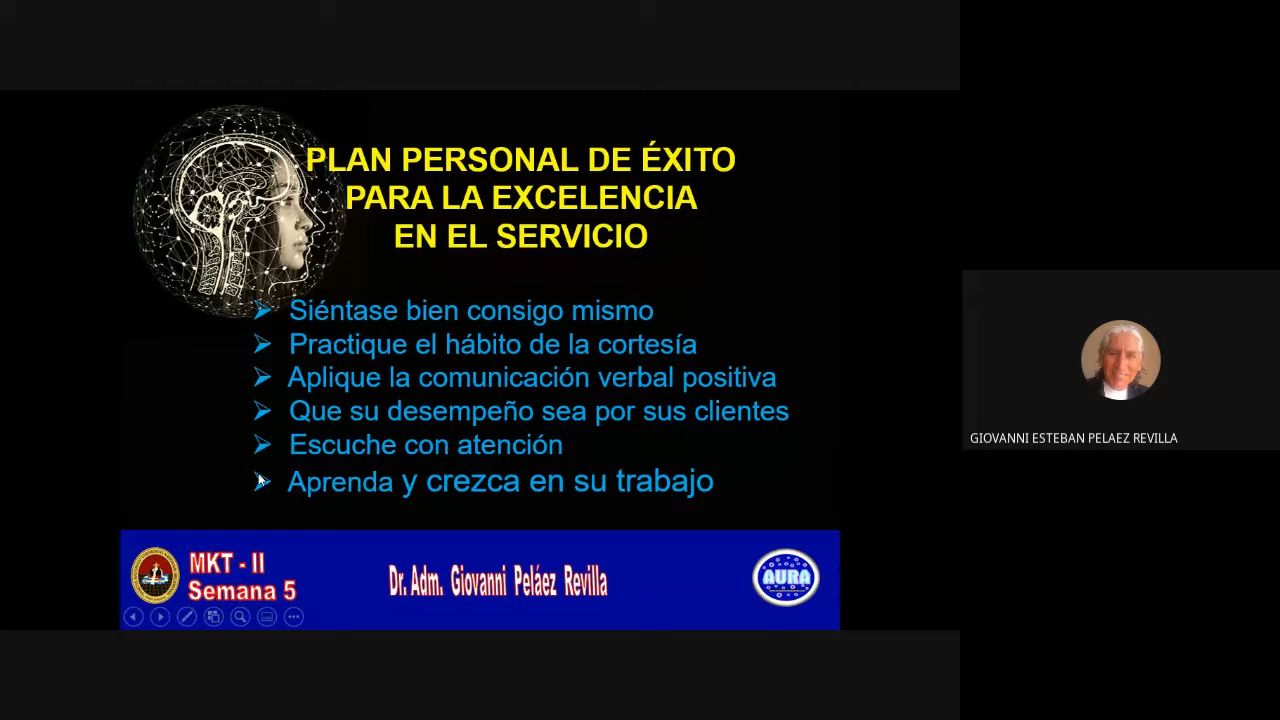 PLAN PERSONAL DE ÉXITO
PARA LA EXCELENCIA
EN EL SERVICIO
➢ Siéntase bien consigo mismo
➢ Practique el hábito de la cortesía
➢ Aplique la comunicación verbal positiva
➢ Que su desempeño sea por sus clientes
➢ Escuche con atención
➢ Aprenda y crezca en su trabajo
GIOVANNI ESTEBAN PELAEZ REVILLA
MKT - II
Semana 5
Dr. Adm. Giovanni Peláez Revilla
AURA